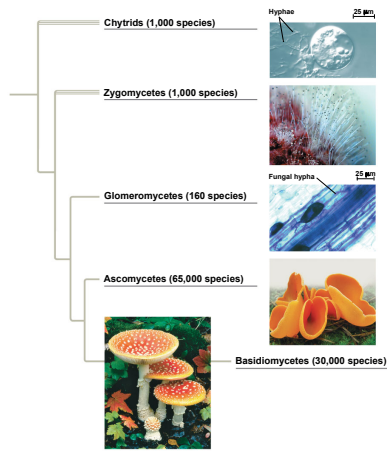 Chytrids (1,000 species)
Hyphae
25 µm
Zygomycetes (1,000 species)
Fungal hypha
25 µm
Glomeromycetes (160 species)
Ascomycetes (65,000 species)
Basidiomycetes (30,000 species)